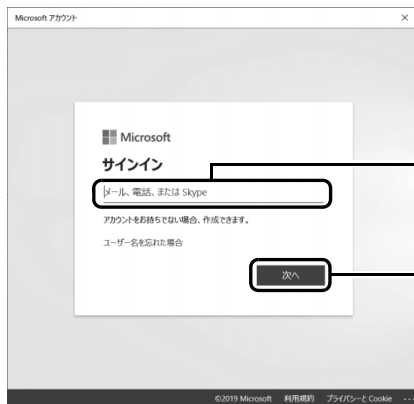 Microsoft アカウント
Microsoft
サインイン
メール、電話、または Skype
アカウントをお持ちでない場合、作成できます。
ユーザー名を忘れた場合
次へ
©2019 Microsoft 利用規約 プライバシーと Cookie ...